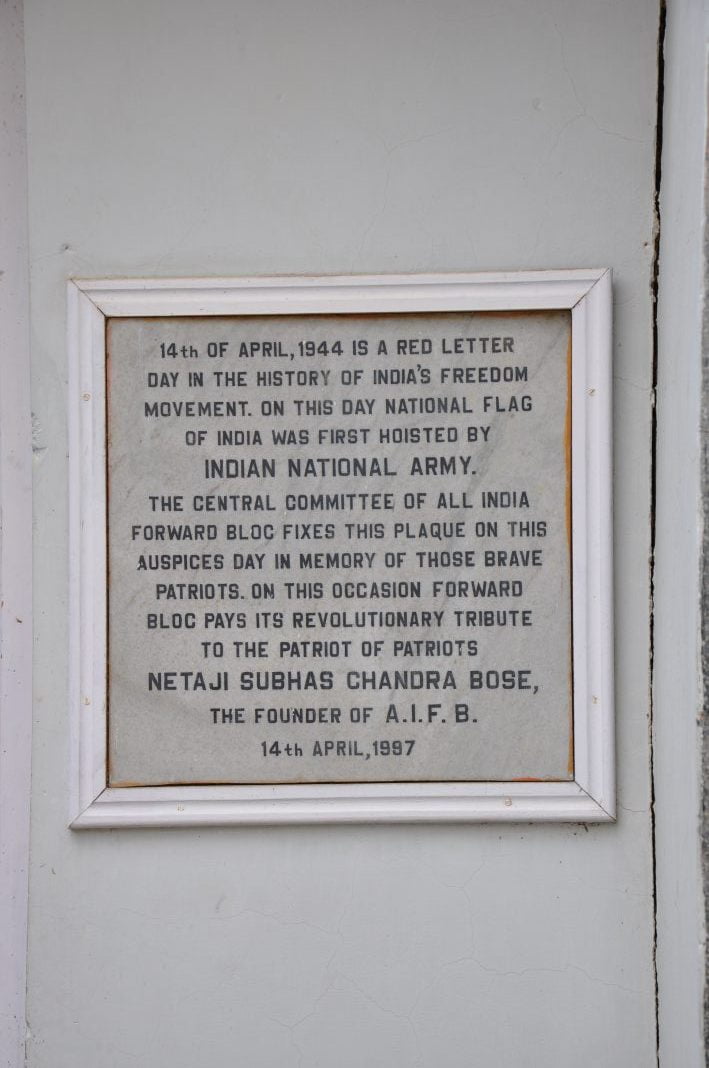 14th OF APRIL, 1944 IS A RED LETTER
DAY IN THE HISTORY OF INDIA'S FREEDOM
MOVEMENT. ON THIS DAY NATIONAL FLAG
OF INDIA WAS FIRST HOISTED BY
INDIAN NATIONAL ARMY.
THE CENTRAL COMMITTEE OF ALL INDIA
FORWARD BLOC FIXES THIS PLAQUE ON THIS
AUSPICES DAY IN MEMORY OF THOSE BRAVE
PATRIOTS. ON THIS OCCASION FORWARD
BLOC PAYS ITS REVOLUTIONARY TRIBUTE
TO THE PATRIOT OF PATRIOTS
NETAJI SUBHAS CHANDRA BOSE,
THE FOUNDER OF A.I.F.B.
14th APRIL, 1997